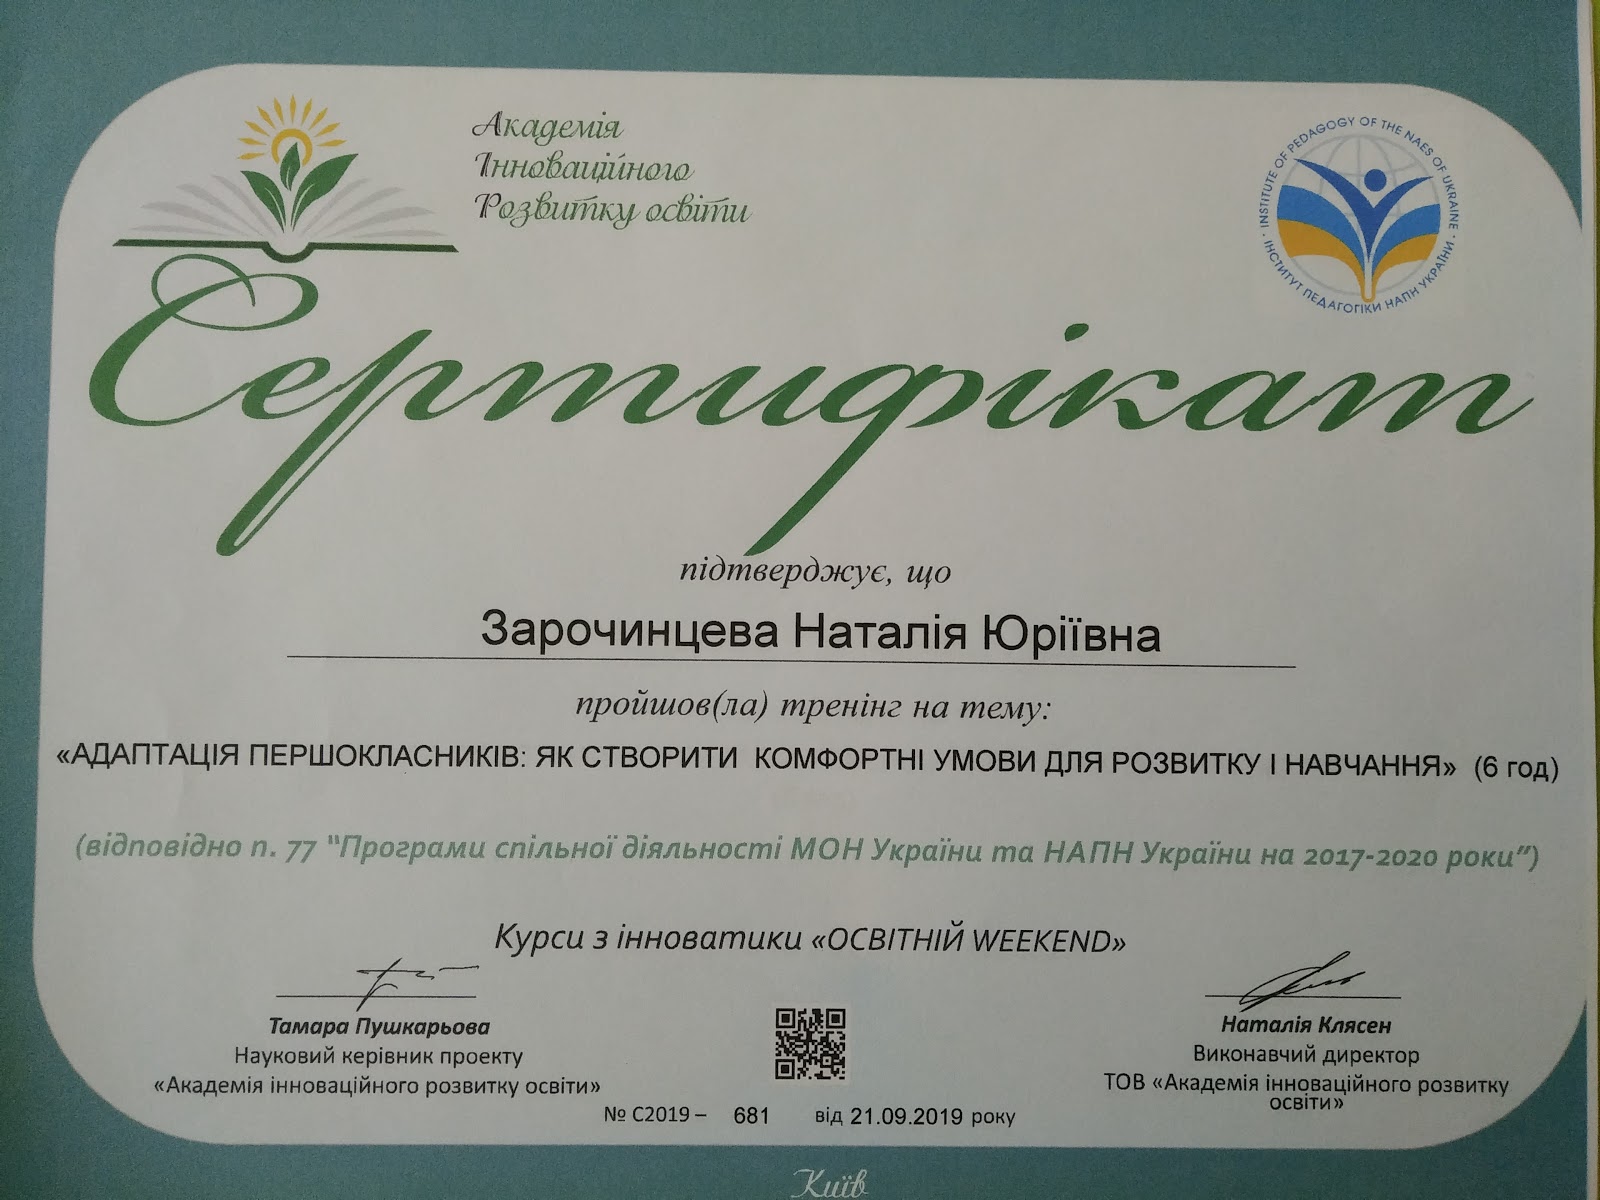 Академія
Інноваційного
Розвитку освіти
INSTITUTE OF PEDAGOGY OF THE NAES OF UKRAINE
ІНСТИТУТ ПЕДАГОГІКИ НАПН УКРАЇНИ
Сертифікат
підтверджує, що
Зарочинцева Наталія Юріївна
пройшов(ла) тренінг на тему:
«АДАПТАЦІЯ ПЕРШОКЛАСНИКІВ: ЯК СТВОРИТИ КОМФОРТНІ УМОВИ ДЛЯ РОЗВИТКУ І НАВЧАННЯ» (6 год)
(відповідно п. 77 "Програми спільної діяльності МОН України та НАПН України на 2017-2020 роки")
Курси з інноватики «ОСВІТНІЙ WEEKEND»
Тамара Пушкарьова
Науковий керівник проекту
«Академія інноваційного розвитку освіти»
Наталія Клясен
Виконавчий директор
ТОВ «Академія інноваційного розвитку
освіти»
№ С2019 – 681 від 21.09.2019 року
Київ